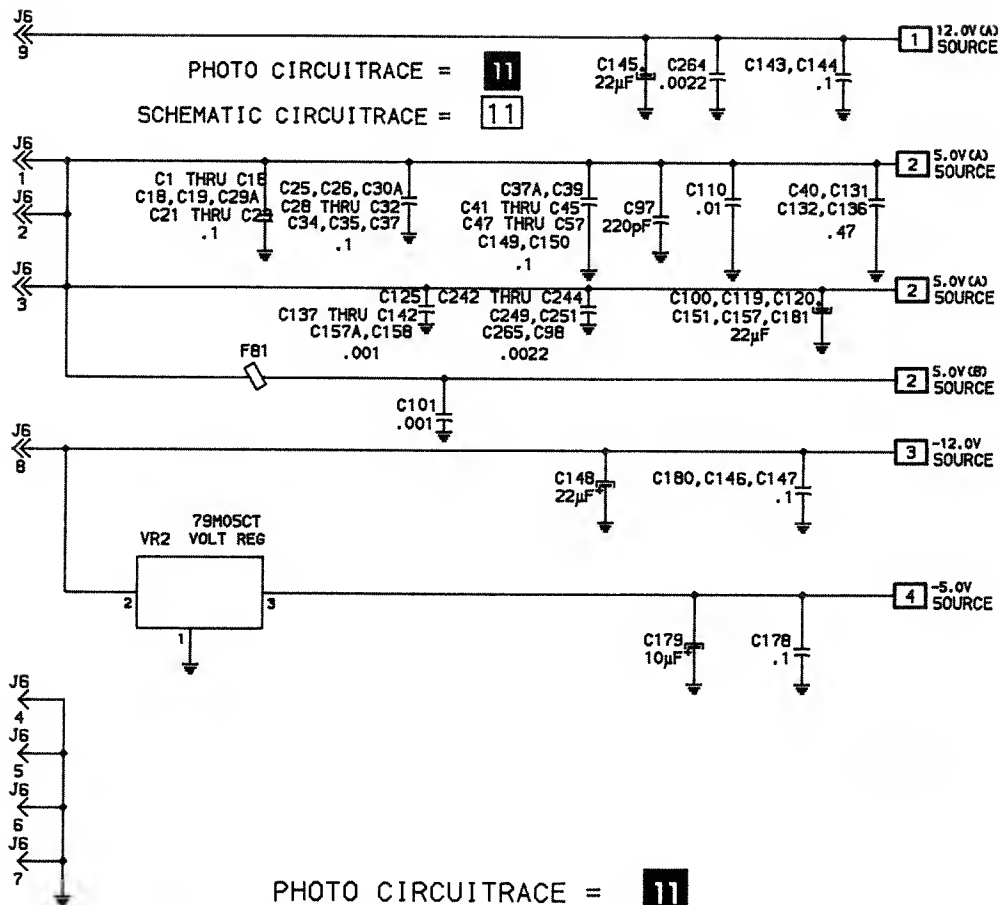 J6
9
PHOTO CIRCUITRACE = 11
SCHEMATIC CIRCUITRACE = 11
C145
22µF
+
C264
.0022
C143,C144
.1
1
12.0V(A)
SOURCE
J6
1
C1 THRU C16
C18,C19,C29A
C21 THRU C29
.1
C25,C26,C30A
C28 THRU C32
C34,C35,C37
.1
C37A,C39
C41 THRU C45
C47 THRU C57
C149,C150
.1
C97
220pF
C110
.01
C40,C131
C132,C136
.47
2
5.0V(A)
SOURCE
J6
2
J6
3
C125
C137 THRU C142
C157A,C158
.001
C242 THRU C244
C249,C251
C265,C98
.0022
C100,C119,C120
C151,C157,C181
22µF
+
2
5.0V(A)
SOURCE
FB1
C101
.001
2
5.0V(B)
SOURCE
J6
8
C148
22µF
+
C180,C146,C147
.1
3
-12.0V
SOURCE
79M05CT
VR2 VOLT REG
2
3
1
C179
10µF
+
C178
.1
4
-5.0V
SOURCE
J6
4
J6
5
J6
6
J6
7
PHOTO CIRCUITRACE = 11